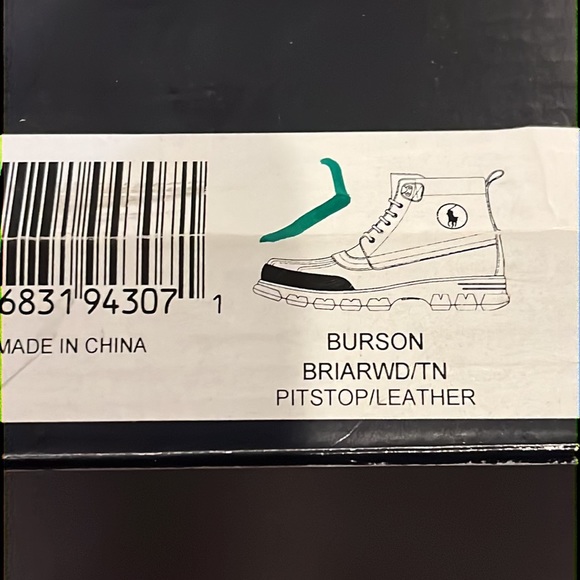 683194307 1
MADE IN CHINA
BURSON
BRIARWD/TN
PITSTOP/LEATHER